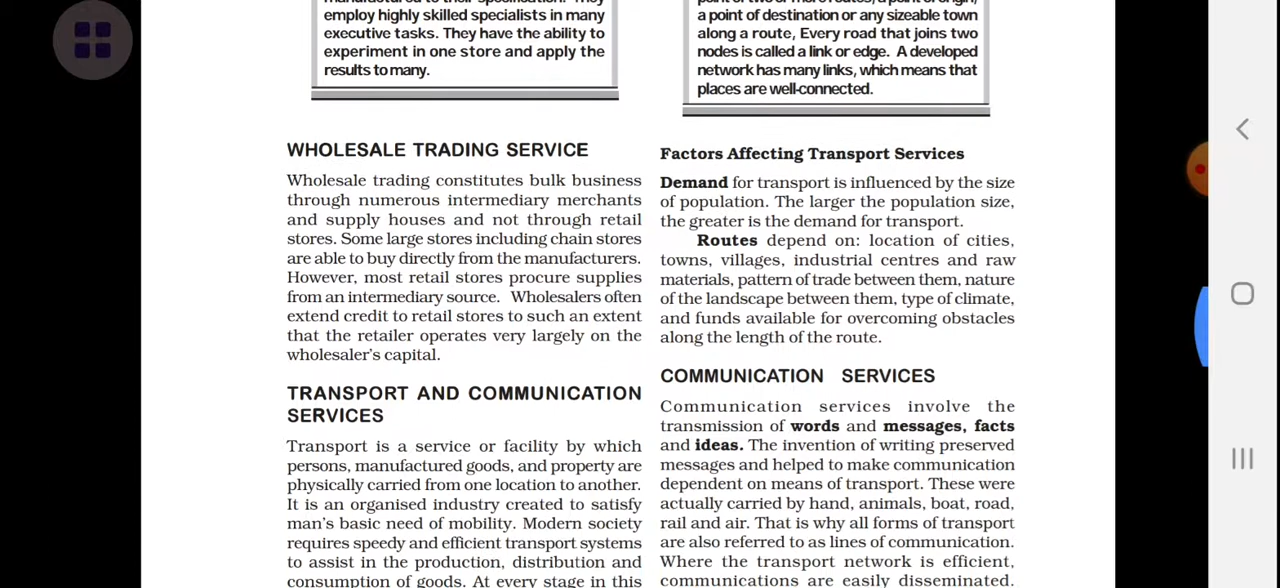 manufactured to their specification. They
employ highly skilled specialists in many
executive tasks. They have the ability to
experiment in one store and apply the
results to many.
WHOLESALE TRADING SERVICE
Wholesale trading constitutes bulk business
through numerous intermediary merchants
and supply houses and not through retail
stores. Some large stores including chain stores
are able to buy directly from the manufacturers.
However, most retail stores procure supplies
from an intermediary source. Wholesalers often
extend credit to retail stores to such an extent
that the retailer operates very largely on the
wholesaler's capital.
TRANSPORT AND COMMUNICATION
SERVICES
Transport is a service or facility by which
persons, manufactured goods, and property are
physically carried from one location to another.
It is an organised industry created to satisfy
man's basic need of mobility. Modern society
requires speedy and efficient transport systems
to assist in the production, distribution and
consumption of goods. At every stage in this
point of two or more routes, a point of origin,
a point of destination or any sizeable town
along a route, Every road that joins two
nodes is called a link or edge. A developed
network has many links, which means that
places are well-connected.
Factors Affecting Transport Services
Demand for transport is influenced by the size
of population. The larger the population size,
the greater is the demand for transport.
Routes depend on: location of cities,
towns, villages, industrial centres and raw
materials, pattern of trade between them, nature
of the landscape between them, type of climate,
and funds available for overcoming obstacles
along the length of the route.
COMMUNICATION SERVICES
Communication services involve the
transmission of words and messages, facts
and ideas. The invention of writing preserved
messages and helped to make communication
dependent on means of transport. These were
actually carried by hand, animals, boat, road,
rail and air. That is why all forms of transport
are also referred to as lines of communication.
Where the transport network is efficient,
communications are easily disseminated.